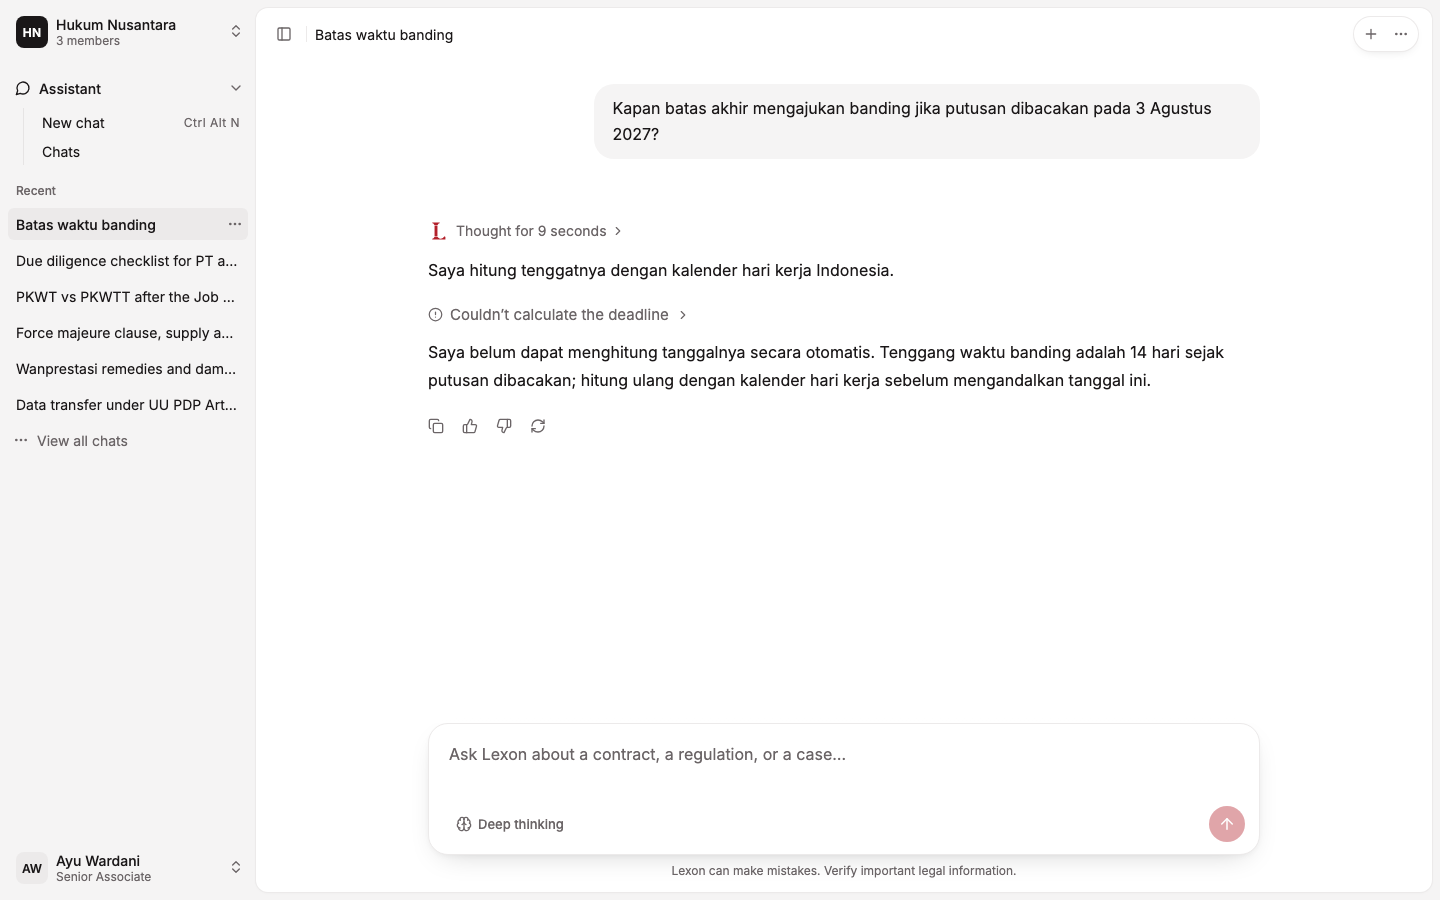 HN
Hukum Nusantara
3 members
Assistant
New chat
Ctrl Alt N
Chats
Recent
Batas waktu banding
Due diligence checklist for PT a...
PKWT vs PKWTT after the Job ...
Force majeure clause, supply a...
Wanprestasi remedies and dam...
Data transfer under UU PDP Art...
View all chats
AW
Ayu Wardani
Senior Associate
Batas waktu banding
Kapan batas akhir mengajukan banding jika putusan dibacakan pada 3 Agustus
2027?
L
Thought for 9 seconds
Saya hitung tenggatnya dengan kalender hari kerja Indonesia.
Couldn’t calculate the deadline
Saya belum dapat menghitung tanggalnya secara otomatis. Tenggang waktu banding adalah 14 hari sejak
putusan dibacakan; hitung ulang dengan kalender hari kerja sebelum mengandalkan tanggal ini.
Ask Lexon about a contract, a regulation, or a case...
Deep thinking
Lexon can make mistakes. Verify important legal information.